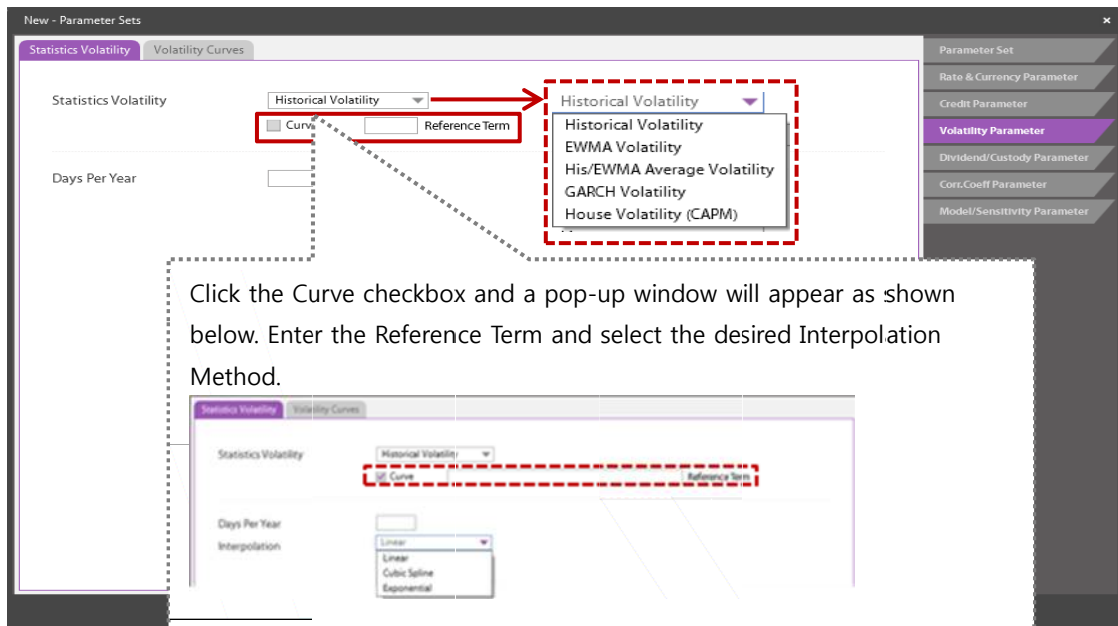 New - Parameter Sets
×
Statistics Volatility
Volatility Curves
Statistics Volatility
Historical Volatility
Curv
Reference Term
Days Per Year
Historical Volatility
Historical Volatility
EWMA Volatility
His/EWMA Average Volatility
GARCH Volatility
House Volatility (CAPM)
Parameter Set
Rate & Currency Parameter
Credit Parameter
Volatility Parameter
Dividend/Custody Parameter
Corr.Coeff Parameter
Model/Sensitivity Parameter
Click the Curve checkbox and a pop-up window will appear as shown
below. Enter the Reference Term and select the desired Interpolation
Method.
Statistics Volatility
Volatility Curves
Statistics Volatility
Historical Volatility
Curve
Reference Term
Days Per Year
Interpolation
Linear
Linear
Cubic Spline
Exponential